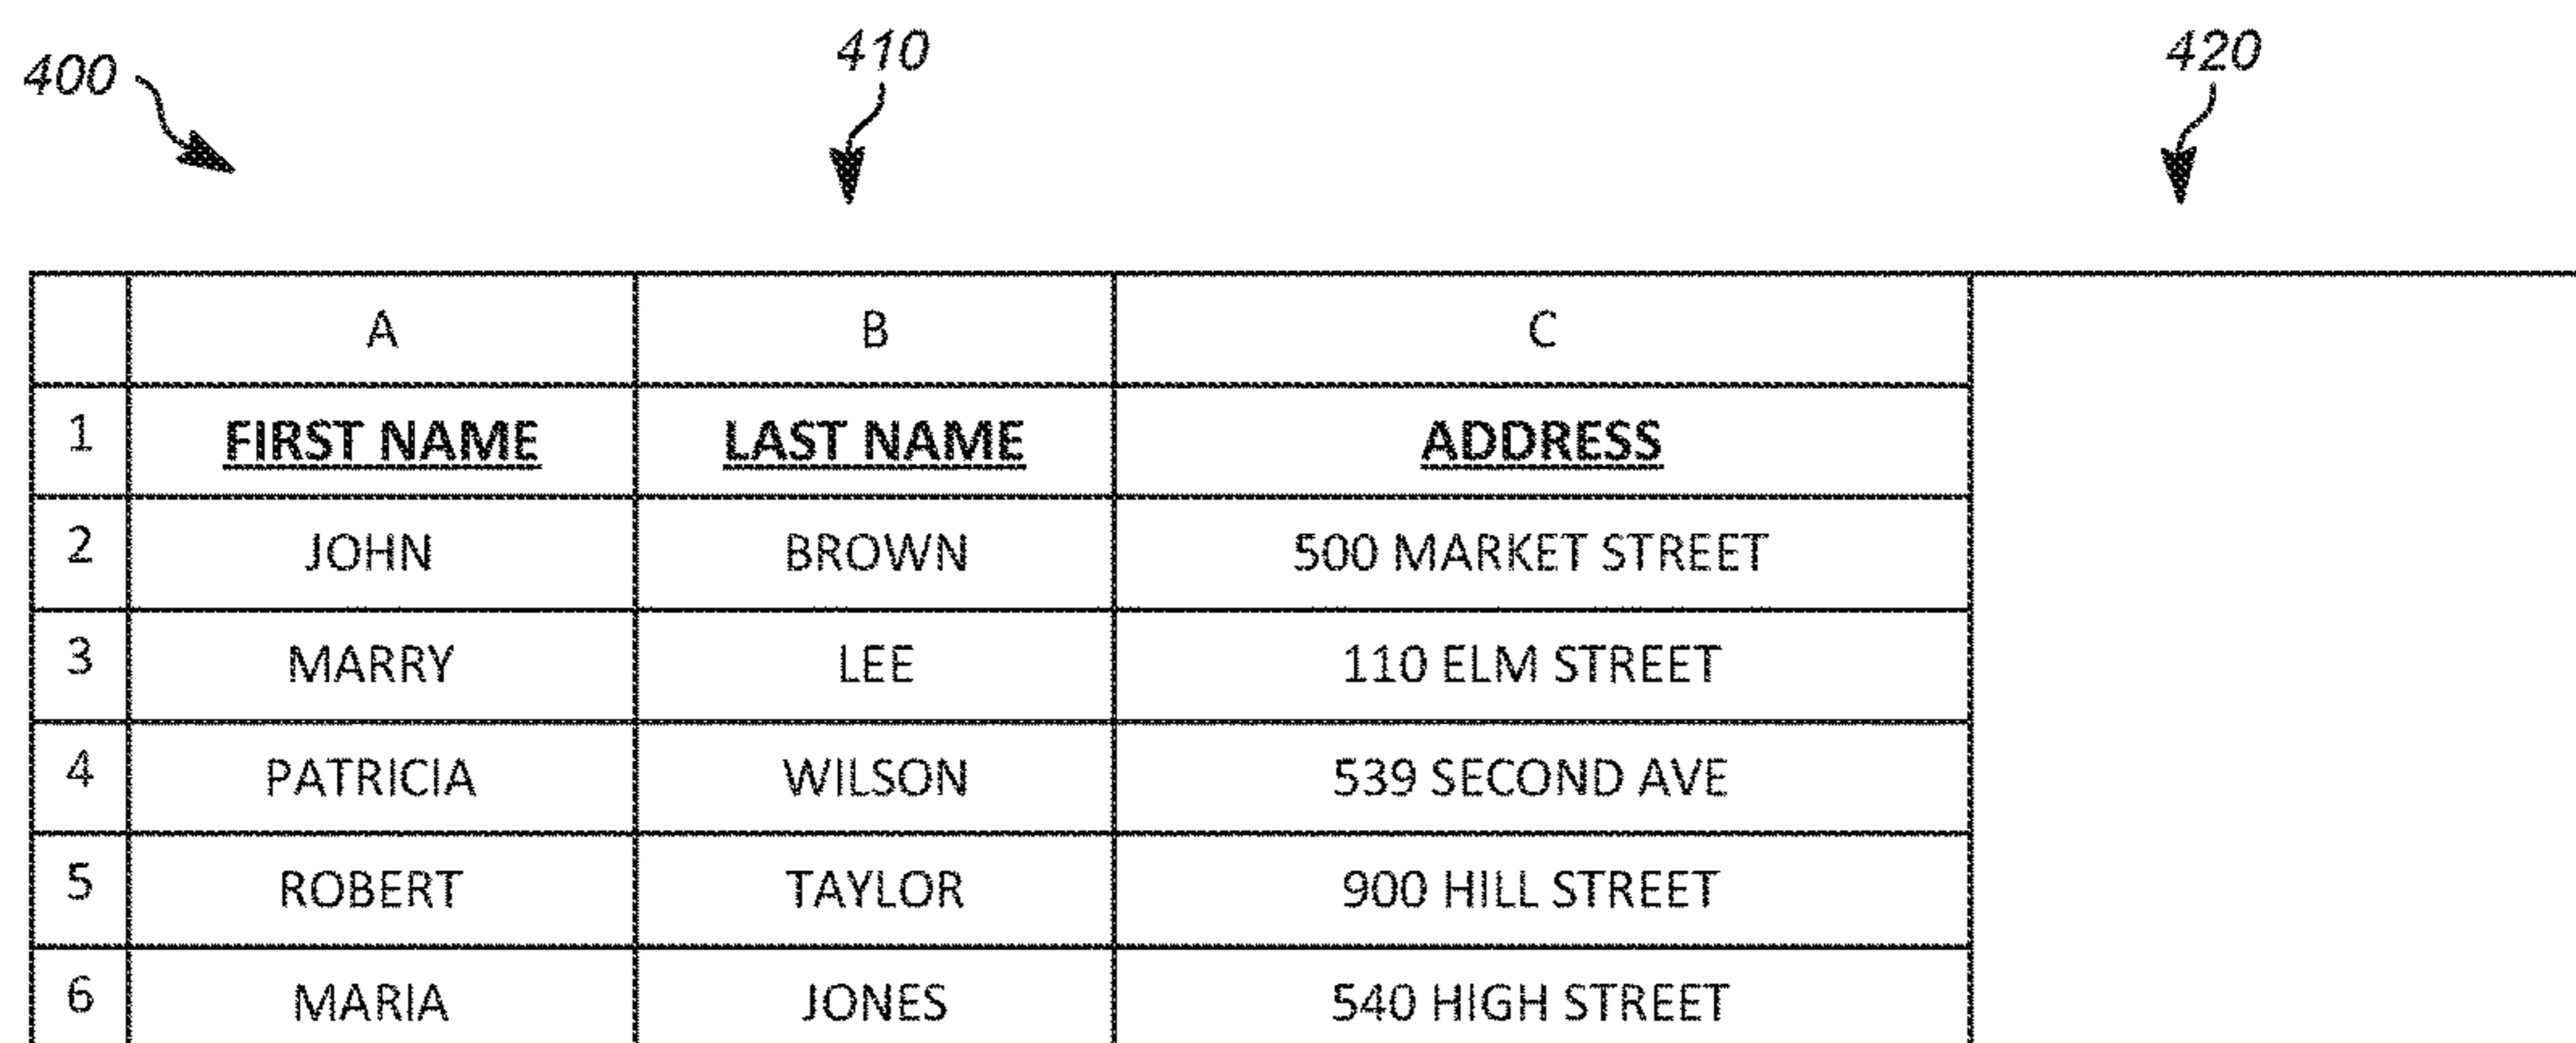 400 410 420
A B C
1 FIRST NAME LAST NAME ADDRESS
2 JOHN BROWN 500 MARKET STREET
3 MARRY LEE 110 ELM STREET
4 PATRICIA WILSON 539 SECOND AVE
5 ROBERT TAYLOR 900 HILL STREET
6 MARIA JONES 540 HIGH STREET